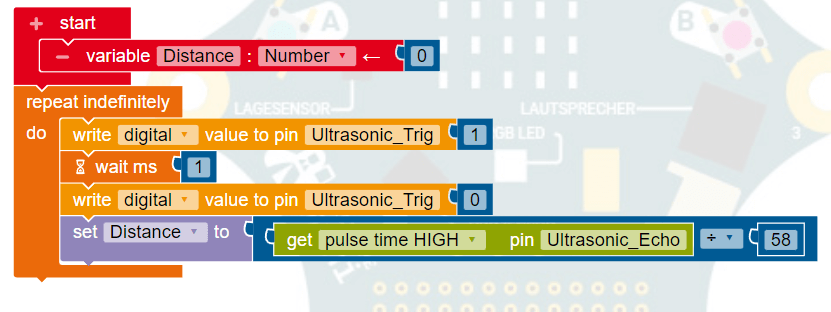 + start
A
B
− variable Distance : Number ← 0
repeat indefinitely
LAGESENSOR
LAUTSPRECHER
do write digital value to pin Ultrasonic_Trig 1
GB LED
3
wait ms 1
write digital value to pin Ultrasonic_Trig 0
set Distance to get pulse time HIGH pin Ultrasonic_Echo ÷ 58